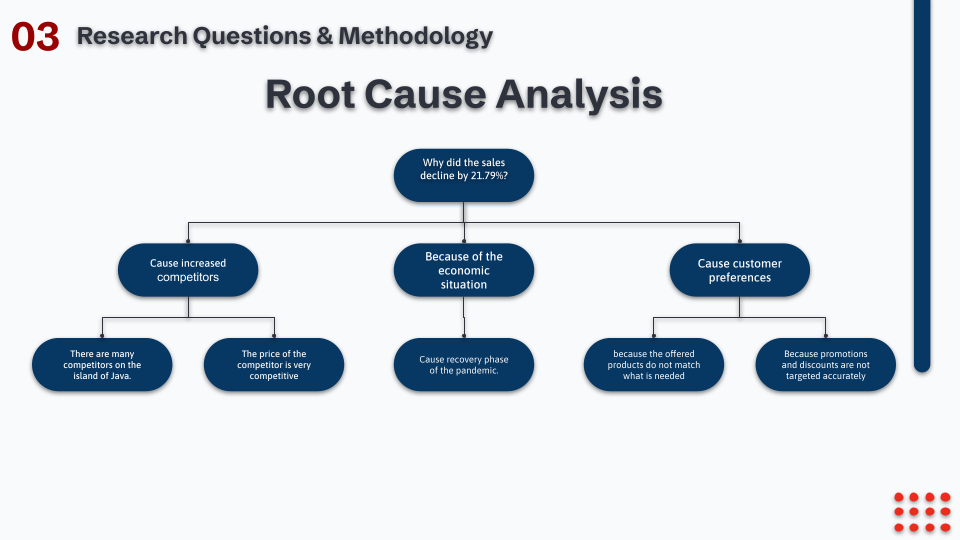 03
Research Questions & Methodology
Root Cause Analysis
Why did the sales
decline by 21.79%?
Cause increased
competitors
Because of the
economic
situation
Cause customer
preferences
There are many
competitors on the
island of Java.
The price of the
competitor is very
competitive
Cause recovery phase
of the pandemic.
because the offered
products do not match
what is needed
Because promotions
and discounts are not
targeted accurately